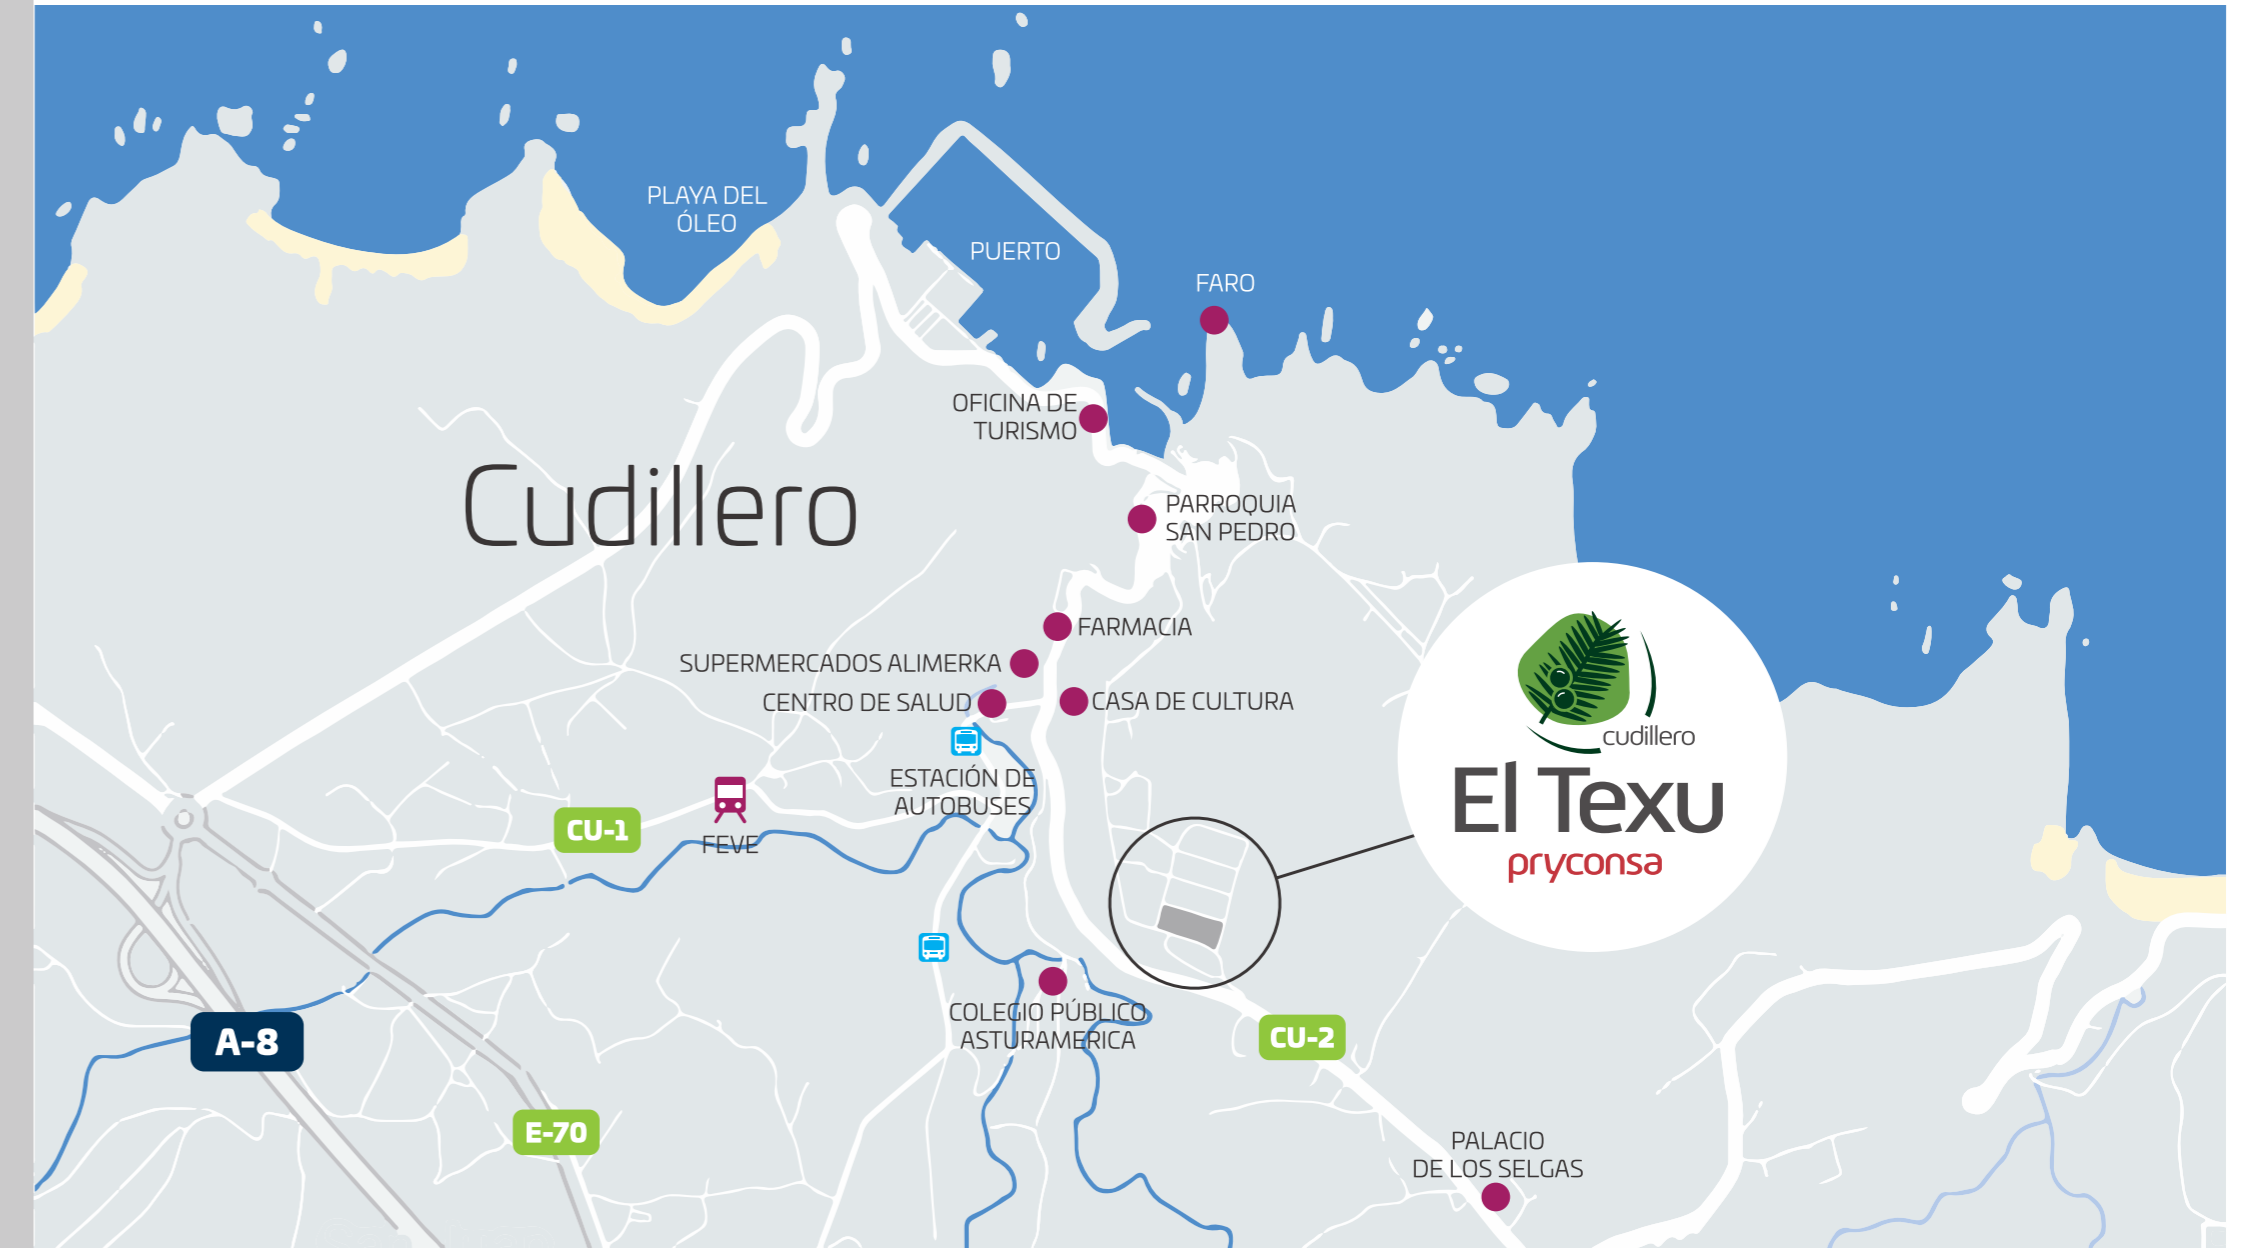 PLAYA DEL
ÓLEO
PUERTO
FARO
OFICINA DE
TURISMO
Cudillero
PARROQUIA
SAN PEDRO
FARMACIA
SUPERMERCADOS ALIMERKA
CENTRO DE SALUD
CASA DE CULTURA
cudillero
El Texu
pryconsa
ESTACIÓN DE
AUTOBUSES
CU-1
FEVE
COLEGIO PÚBLICO
ASTURAMERICA
A-8
CU-2
E-70
PALACIO
DE LOS SELGAS